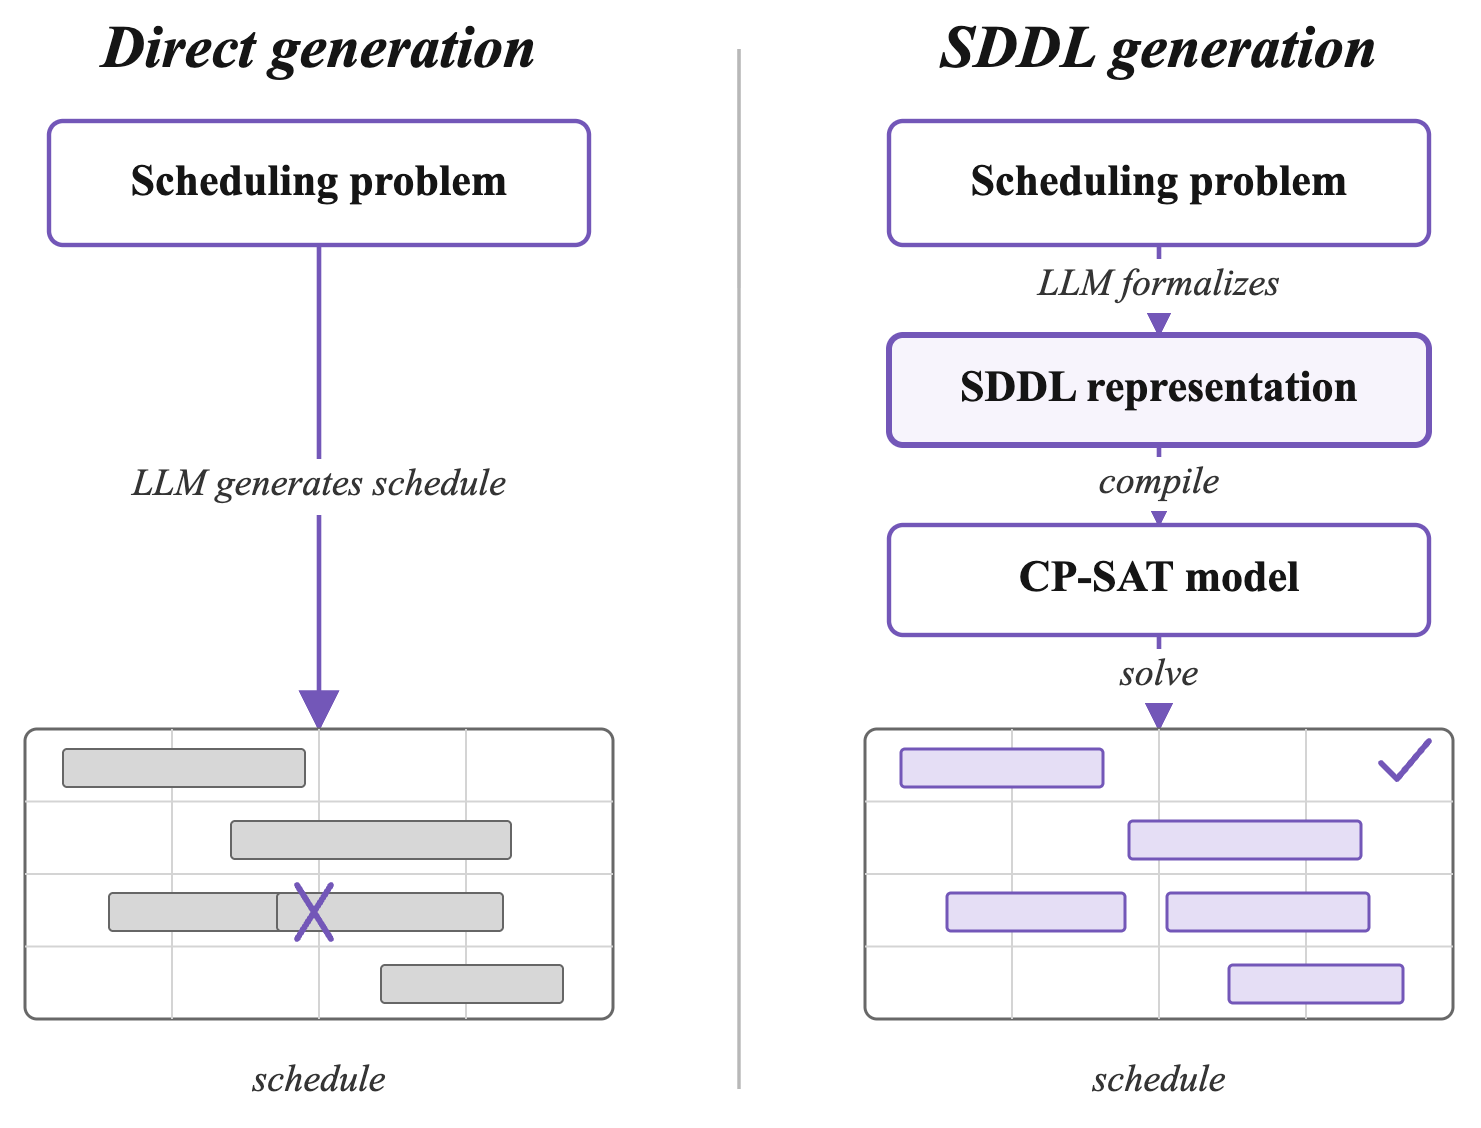 Direct generation
Scheduling problem
LLM generates schedule
schedule
SDDL generation
Scheduling problem
LLM formalizes
SDDL representation
compile
CP-SAT model
solve
schedule